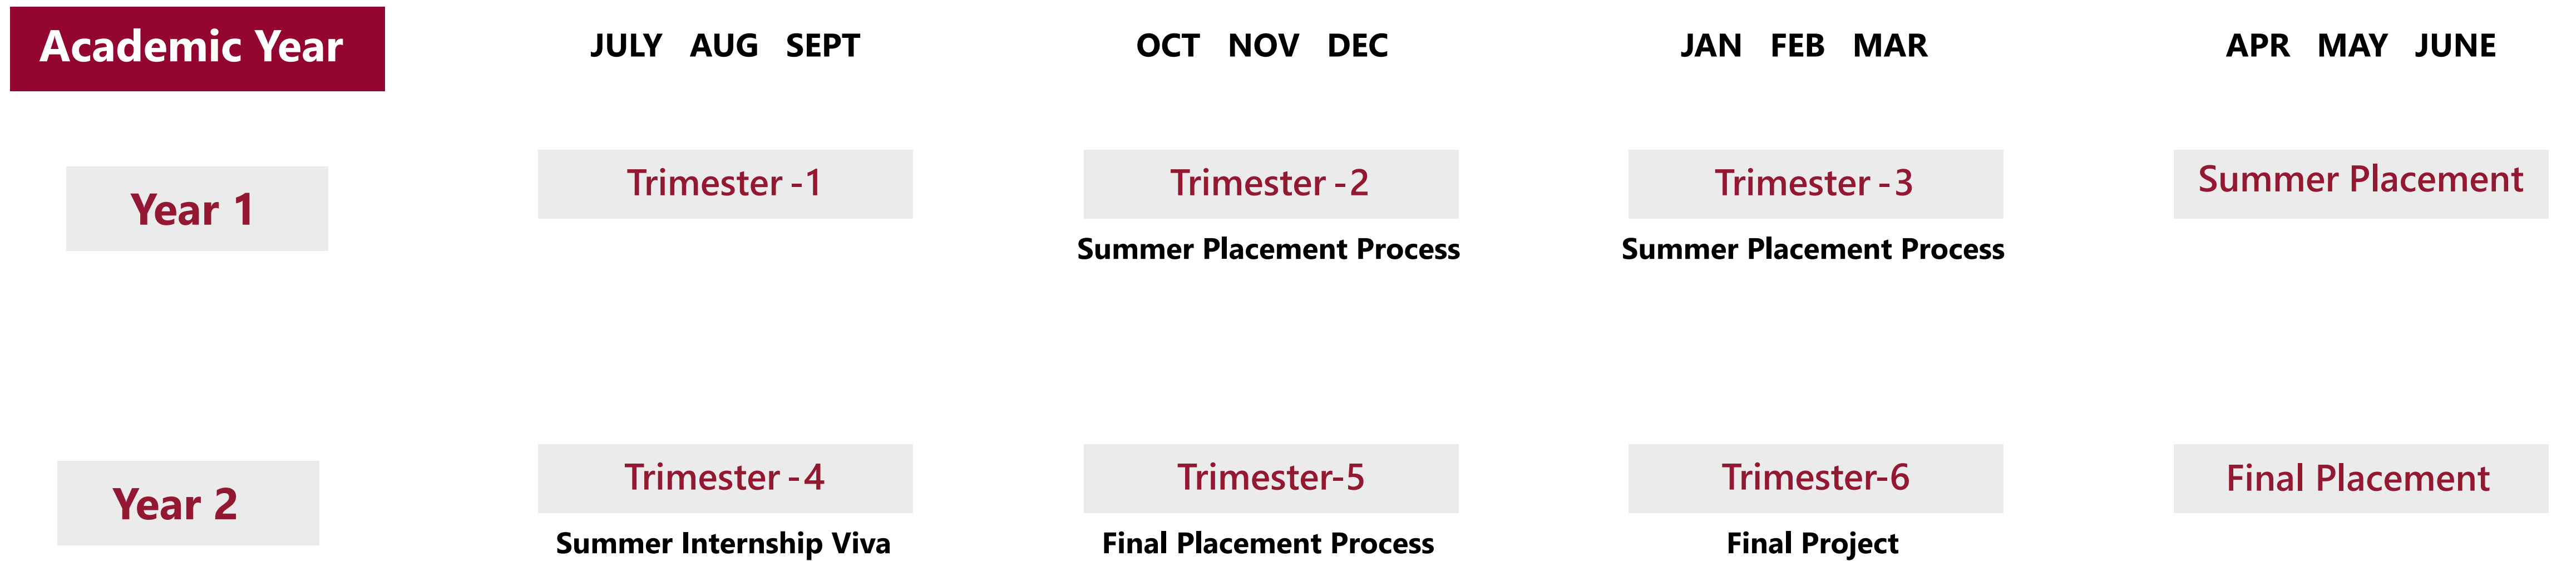 Academic Year JULY AUG SEPT OCT NOV DEC JAN FEB MAR APR MAY JUNE
Year 1 Trimester -1 Trimester -2 Trimester -3 Summer Placement
Summer Placement Process Summer Placement Process
Year 2 Trimester -4 Trimester-5 Trimester-6 Final Placement
Summer Internship Viva Final Placement Process Final Project